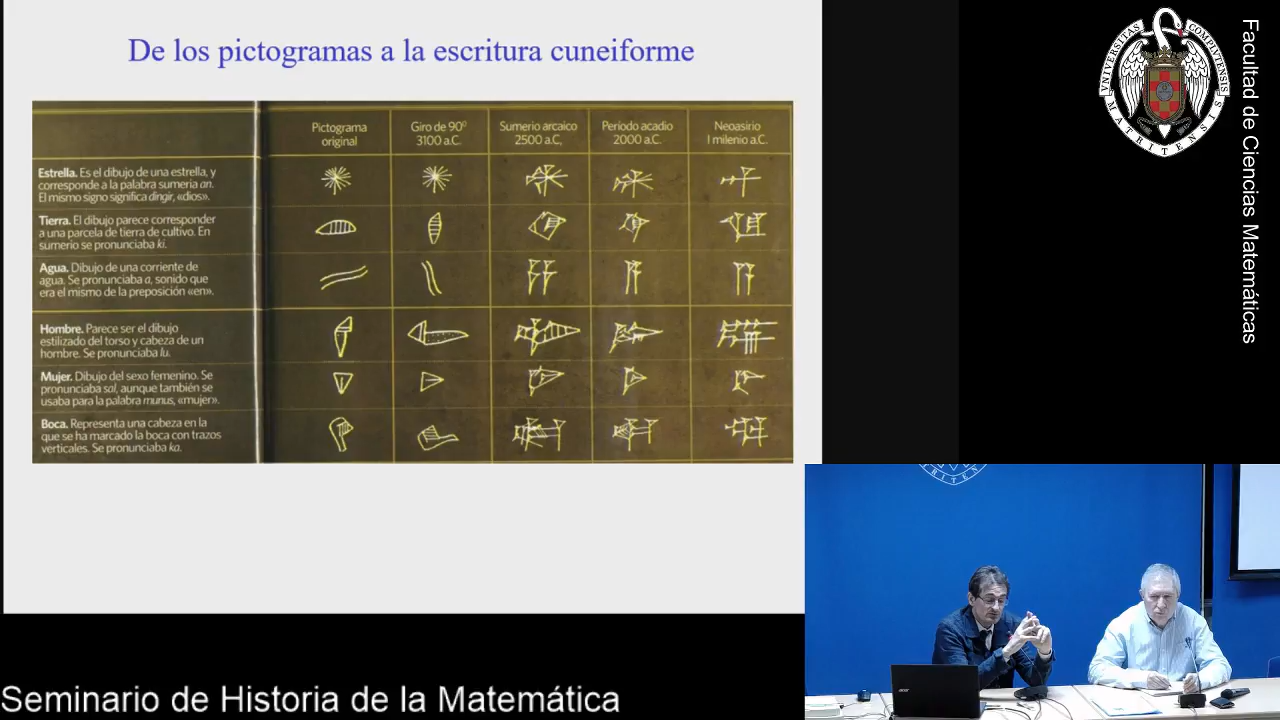 De los pictogramas a la escritura cuneiforme
Pictograma
original
Giro de 90º
3100 a.C.
Sumerio arcaico
2500 a.C,
Periodo acadio
2000 a.C.
Neoasirio
I milenio a.C.
Estrella. Es el dibujo de una estrella, y
corresponde a la palabra sumeria an.
El mismo signo significa dingir, «dios».
Tierra. El dibujo parece corresponder
a una parcela de tierra de cultivo. En
sumerio se pronunciaba ki.
Agua. Dibujo de una corriente de
agua. Se pronunciaba a, sonido que
era el mismo de la preposición «en».
Hombre. Parece ser el dibujo
estilizado del torso y cabeza de un
hombre. Se pronunciaba lu.
Mujer. Dibujo del sexo femenino. Se
pronunciaba sal, aunque también se
usaba para la palabra munus, «mujer».
Boca. Representa una cabeza en la
que se ha marcado la boca con trazos
verticales. Se pronunciaba ka.
VNIVERSITAS COMPLVTENSIS
MATRITENSIS
Facultad de Ciencias Matemáticas
RITEN
acer
Seminario de Historia de la Matemática